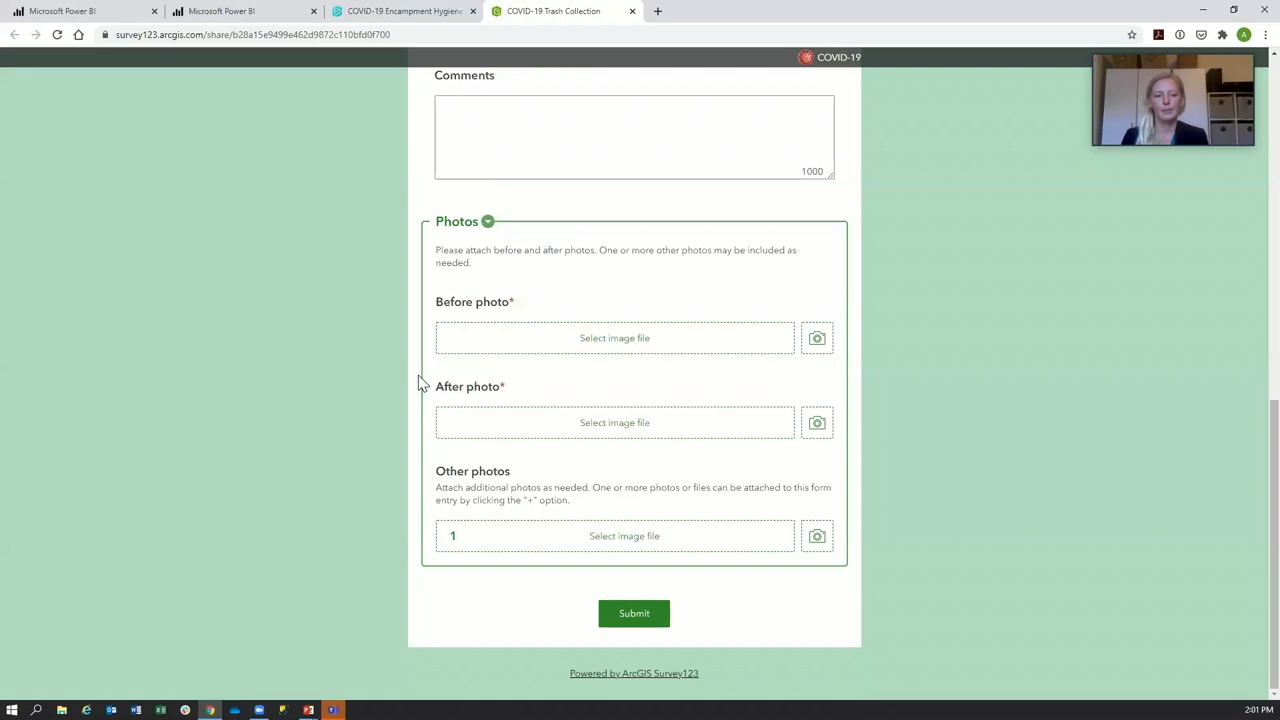 Microsoft Power BI
Microsoft Power BI
COVID-19 Encampment Hygiene
COVID-19 Trash Collection
survey123.arcgis.com/share/b28a15e9499e462d9872c110bfd0f700
A
COVID-19
Comments
1000
Photos
Please attach before and after photos. One or more other photos may be included as
needed.
Before photo*
Select image file
After photo*
Select image file
Other photos
Attach additional photos as needed. One or more photos or files can be attached to this form
entry by clicking the "+" option.
1
Select image file
Submit
Powered by ArcGIS Survey123
2:01 PM